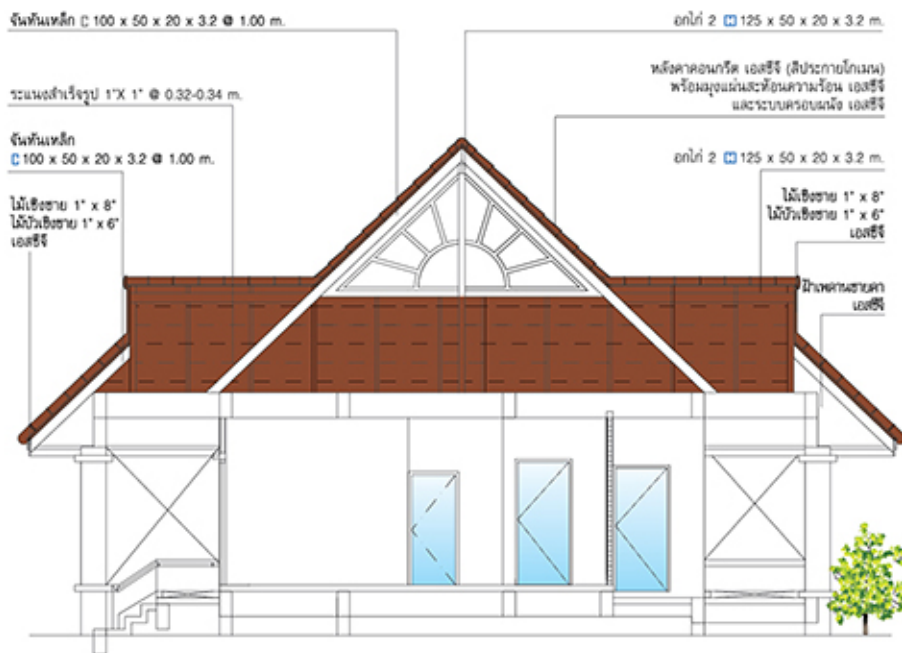 จันทันเหล็ก C 100 x 50 x 20 x 3.2 @ 1.00 m.
ระแนงสำเร็จรูป 1"X 1" @ 0.32-0.34 m.
จันทันเหล็ก
C 100 x 50 x 20 x 3.2 @ 1.00 m.
ไม้เชิงชาย 1" x 8"
ไม้บัวเชิงชาย 1" x 6"
เอสซีจี
อกไก่ 2 C 125 x 50 x 20 x 3.2 m.
หลังคาคอนกรีต เอสซีจี (สีประกายโกเมน)
พร้อมมุงแผ่นสะท้อนความร้อน เอสซีจี
และระบบครอบผนัง เอสซีจี
อกไก่ 2 C 125 x 50 x 20 x 3.2 m.
ไม้เชิงชาย 1" x 8"
ไม้บัวเชิงชาย 1" x 6"
เอสซีจี
ฝ้าเพดานชายคา
เอสซีจี